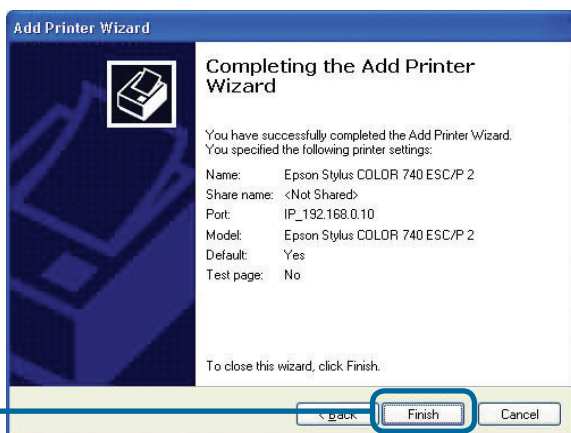 Add Printer Wizard
Completing the Add Printer
Wizard
You have successfully completed the Add Printer Wizard.
You specified the following printer settings:
Name: Epson Stylus COLOR 740 ESC/P 2
Share name: <Not Shared>
Port: IP_192.168.0.10
Model: Epson Stylus COLOR 740 ESC/P 2
Default: Yes
Test page: No
To close this wizard, click Finish.
< Back Finish Cancel